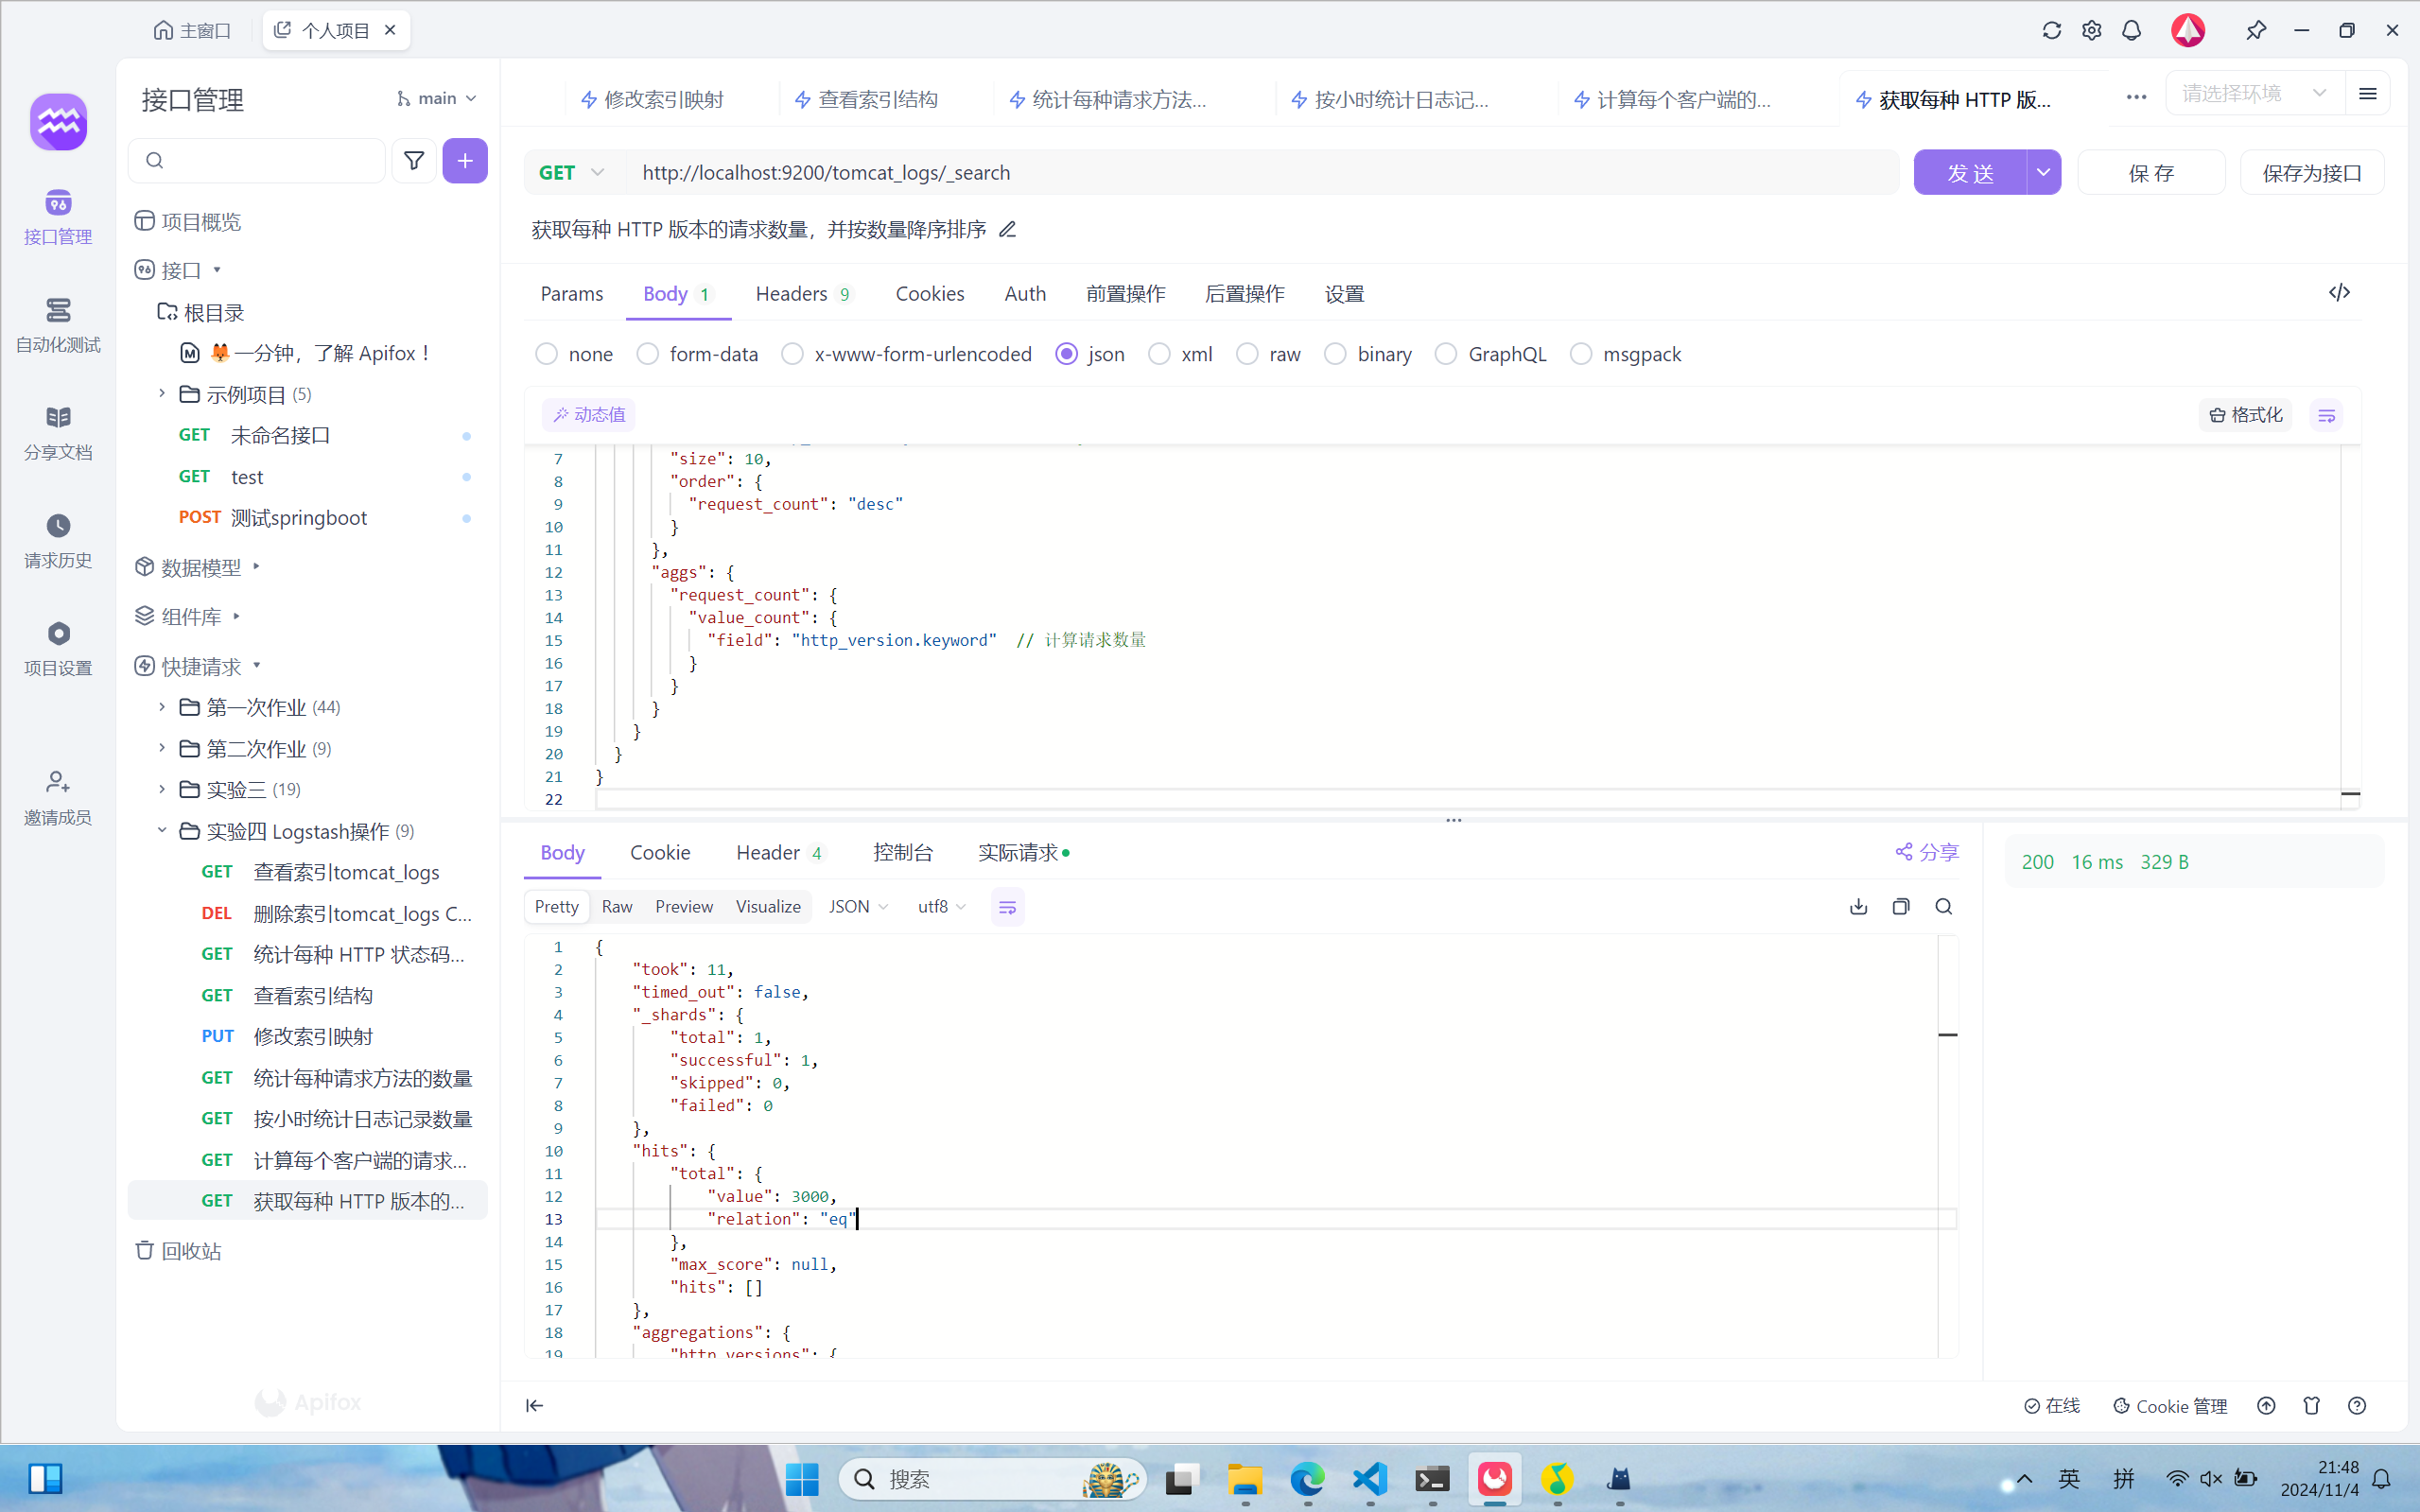 主窗口
个人项目
接口管理
main
修改索引映射
查看索引结构
统计每种请求方法...
按小时统计日志记...
计算每个客户端的...
获取每种 HTTP 版...
请选择环境
GET
http://localhost:9200/tomcat_logs/_search
发 送
保 存
保存为接口
获取每种 HTTP 版本的请求数量，并按数量降序排序
接口管理
自动化测试
分享文档
请求历史
项目设置
邀请成员
项目概览
接口
根目录
一分钟，了解 Apifox！
示例项目 (5)
GET 未命名接口
GET test
POST 测试springboot
数据模型
组件库
快捷请求
第一次作业 (44)
第二次作业 (9)
实验三 (19)
实验四 Logstash操作 (9)
GET 查看索引tomcat_logs
DEL 删除索引tomcat_logs C...
GET 统计每种 HTTP 状态码...
GET 查看索引结构
PUT 修改索引映射
GET 统计每种请求方法的数量
GET 按小时统计日志记录数量
GET 计算每个客户端的请求...
GET 获取每种 HTTP 版本的...
回收站
Apifox
Params Body 1 Headers 9 Cookies Auth 前置操作 后置操作 设置
none form-data x-www-form-urlencoded json xml raw binary GraphQL msgpack
动态值
格式化
7 "size": 10,
8 "order": {
9 "request_count": "desc"
10 }
11 },
12 "aggs": {
13 "request_count": {
14 "value_count": {
15 "field": "http_version.keyword" // 计算请求数量
16 }
17 }
18 }
19 }
20 }
21 }
22
Body Cookie Header 4 控制台 实际请求
分享
200 16 ms 329 B
Pretty Raw Preview Visualize JSON utf8
1 {
2 "took": 11,
3 "timed_out": false,
4 "_shards": {
5 "total": 1,
6 "successful": 1,
7 "skipped": 0,
8 "failed": 0
9 },
10 "hits": {
11 "total": {
12 "value": 3000,
13 "relation": "eq"
14 },
15 "max_score": null,
16 "hits": []
17 },
18 "aggregations": {
19 "http_versions": {
在线
Cookie 管理
搜索
英
拼
21:48
2024/11/4